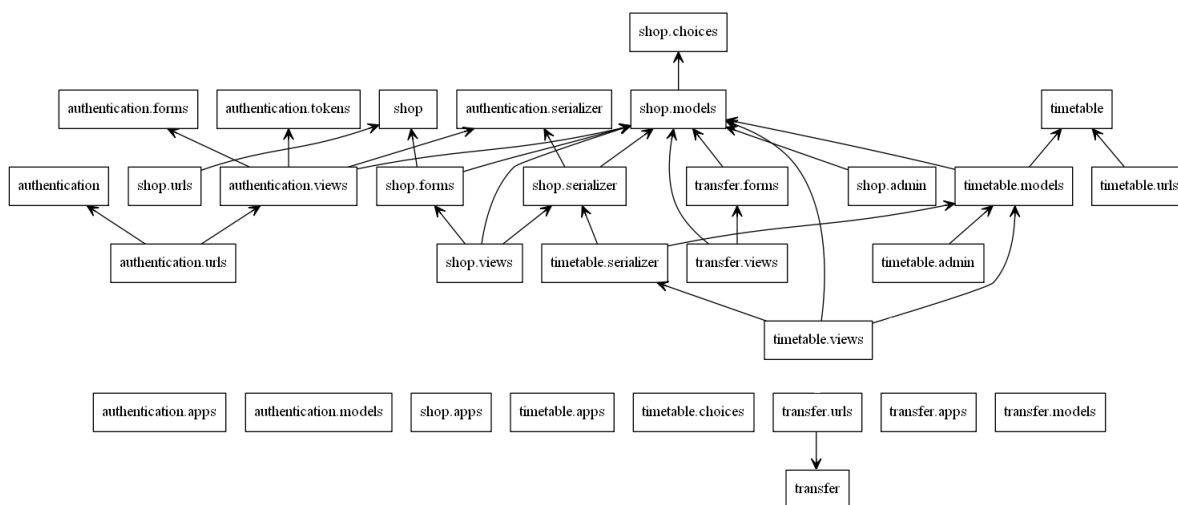 shop.choices
authentication.forms
authentication.tokens
shop
authentication.serializer
shop.models
timetable
authentication
shop.urls
authentication.views
shop.forms
shop.serializer
transfer.forms
shop.admin
timetable.models
timetable.urls
authentication.urls
shop.views
timetable.serializer
transfer.views
timetable.admin
timetable.views
authentication.apps
authentication.models
shop.apps
timetable.apps
timetable.choices
transfer.urls
transfer.apps
transfer.models
transfer